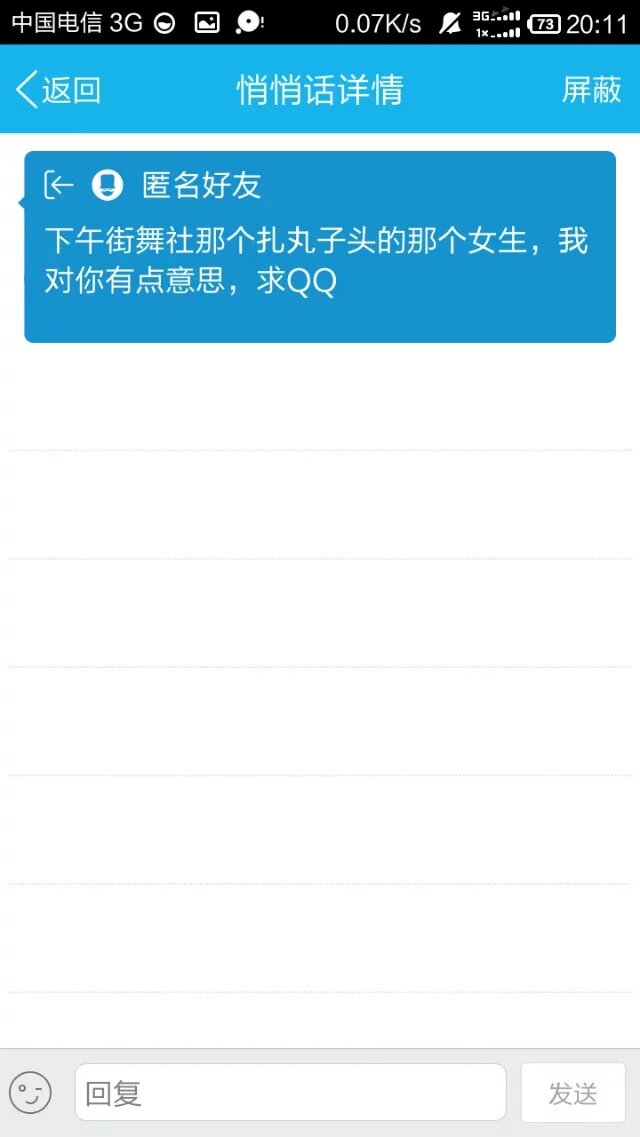 中国电信 3G 0.07K/s 3G 1x 73 20:11
返回 悄悄话详情 屏蔽
匿名好友
下午街舞社那个扎丸子头的那个女生，我
对你有点意思，求QQ
回复 发送